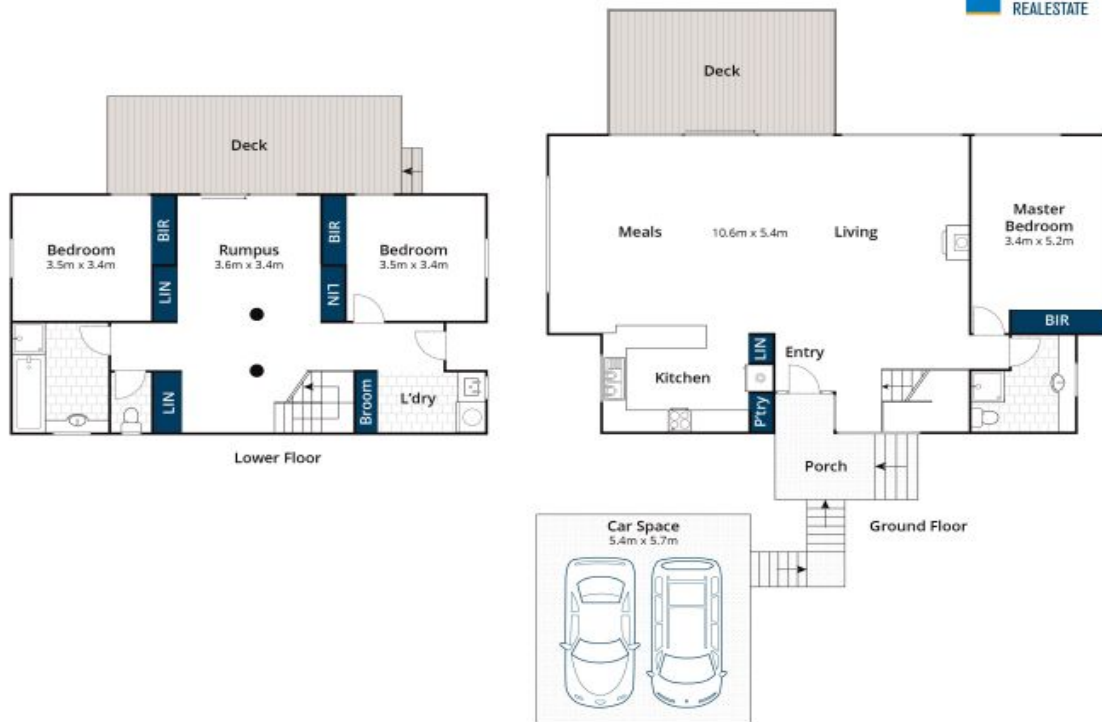 REALESTATE
Deck
Bedroom
3.5m x 3.4m
BIR
LIN
Rumpus
3.6m x 3.4m
BIR
LIN
Bedroom
3.5m x 3.4m
LIN
Broom
L'dry
Lower Floor
Deck
Meals
10.6m x 5.4m
Living
Master
Bedroom
3.4m x 5.2m
BIR
Kitchen
LIN
Entry
P'try
Porch
Ground Floor
Car Space
5.4m x 5.7m